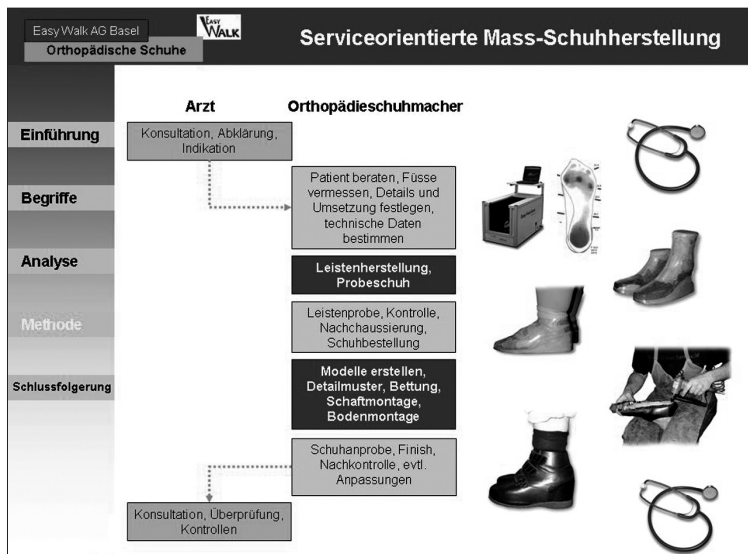 Easy Walk AG Basel
Orthopädische Schuhe
EASY
WALK
Serviceorientierte Mass-Schuhherstellung
Einführung
Begriffe
Analyse
Methode
Schlussfolgerung
Arzt
Orthopädieschuhmacher
Konsultation, Abklärung,
Indikation
Patient beraten, Füsse
vermessen, Details und
Umsetzung festlegen,
technische Daten
bestimmen
Leistenherstellung,
Probeschuh
Leistenprobe, Kontrolle,
Nachchaussierung,
Schuhbestellung
Modelle erstellen,
Detailmuster, Bettung,
Schaftmontage,
Bodenmontage
Schuhanprobe, Finish,
Nachkontrolle, evtl.
Anpassungen
Konsultation, Überprüfung,
Kontrollen